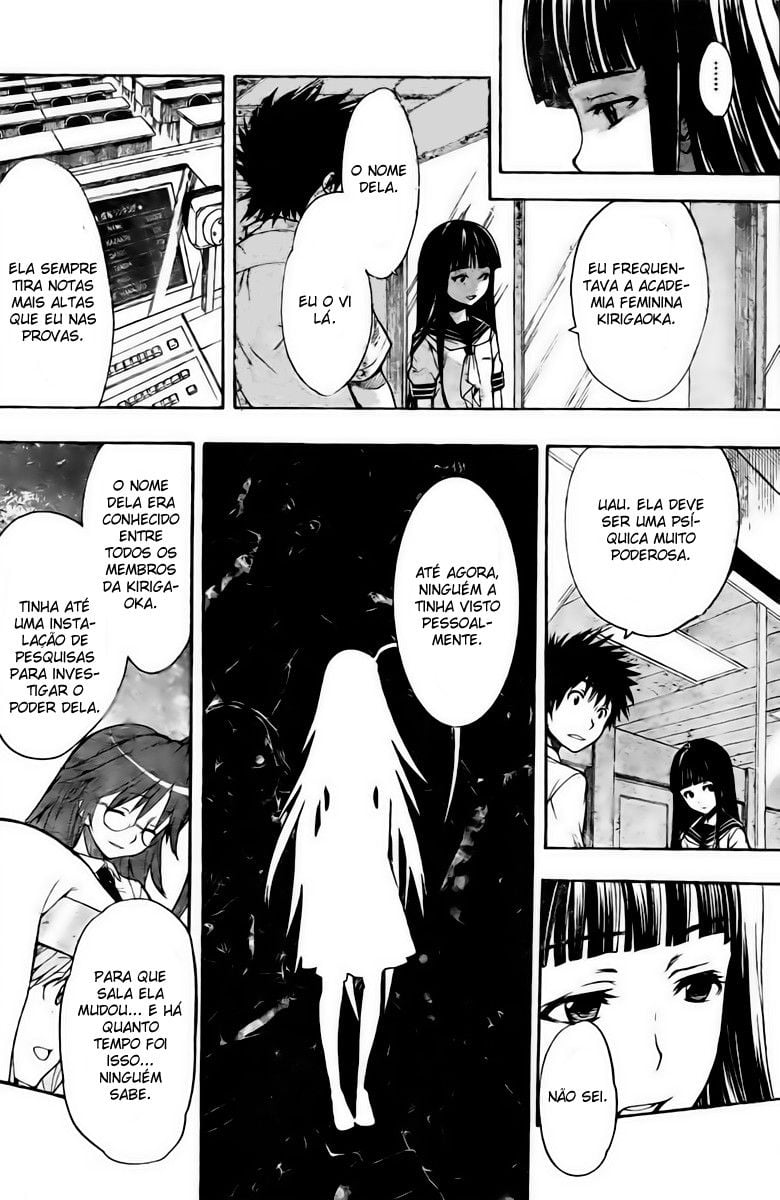 ........
EU FREQUEN-
TAVA A ACADE-
MIA FEMININA
KIRIGAOKA.
O NOME
DELA.
EU O VI
LÁ.
ELA SEMPRE
TIRA NOTAS
MAIS ALTAS
QUE EU NAS
PROVAS.
UAU. ELA DEVE
SER UMA PSÍ-
QUICA MUITO
PODEROSA.
NÃO SEI.
ATÉ AGORA,
NINGUÉM A
TINHA VISTO
PESSOAL-
MENTE.
O NOME
DELA ERA
CONHECIDO
ENTRE
TODOS OS
MEMBROS
DA KIRIGA-
OKA.
TINHA ATÉ
UMA INSTA-
LAÇÃO DE
PESQUISAS
PARA INVES-
TIGAR O
PODER DELA.
PARA QUE
SALA ELA
MUDOU... E HÁ
QUANTO
TEMPO FOI
ISSO...
NINGUÉM
SABE.